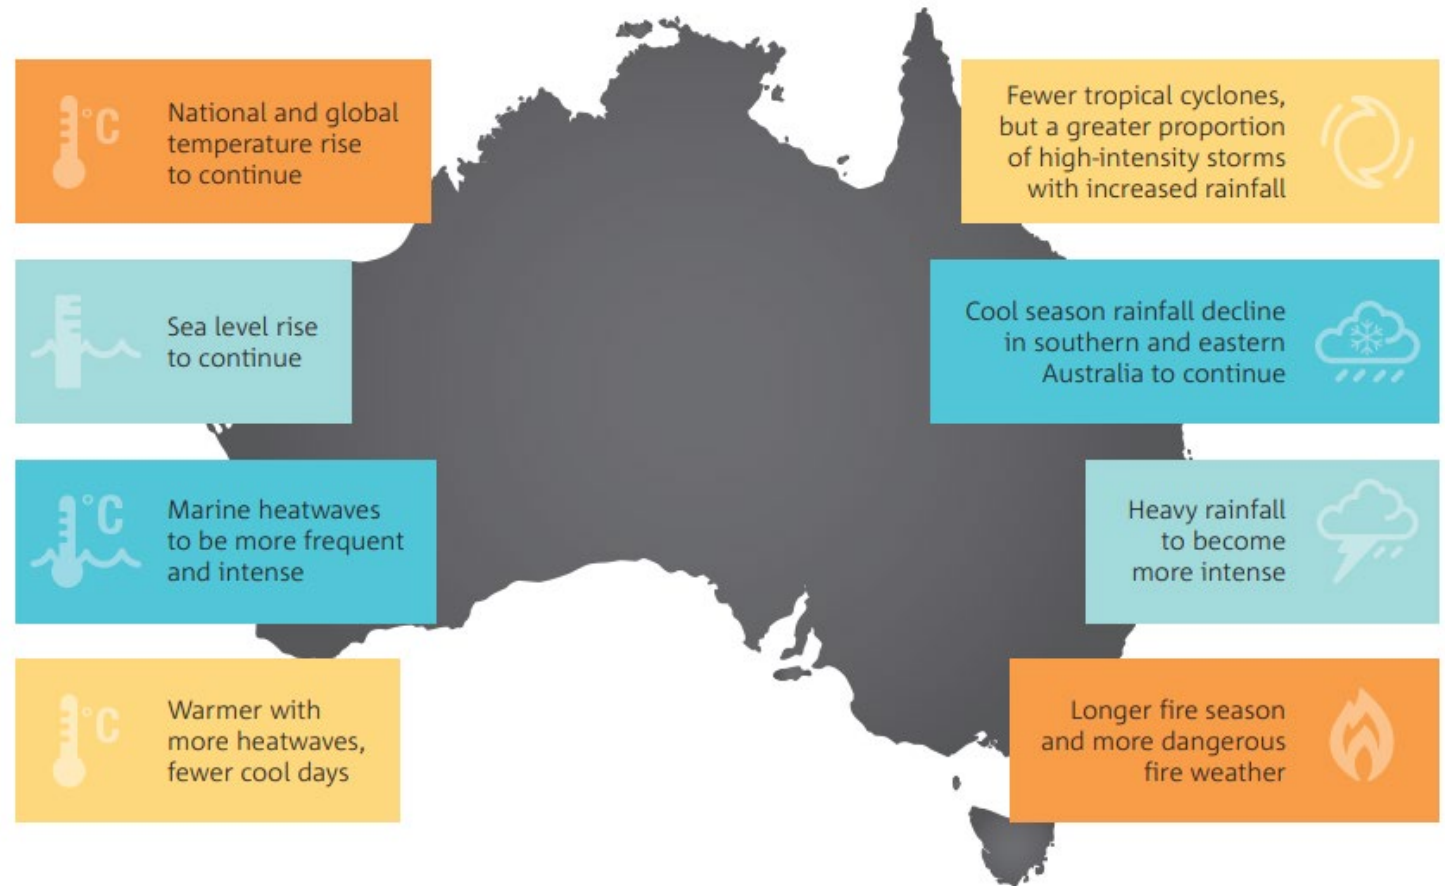 °C
National and global
temperature rise
to continue
Sea level rise
to continue
°C
Marine heatwaves
to be more frequent
and intense
°C
Warmer with
more heatwaves,
fewer cool days
Fewer tropical cyclones,
but a greater proportion
of high-intensity storms
with increased rainfall
Cool season rainfall decline
in southern and eastern
Australia to continue
Heavy rainfall
to become
more intense
Longer fire season
and more dangerous
fire weather